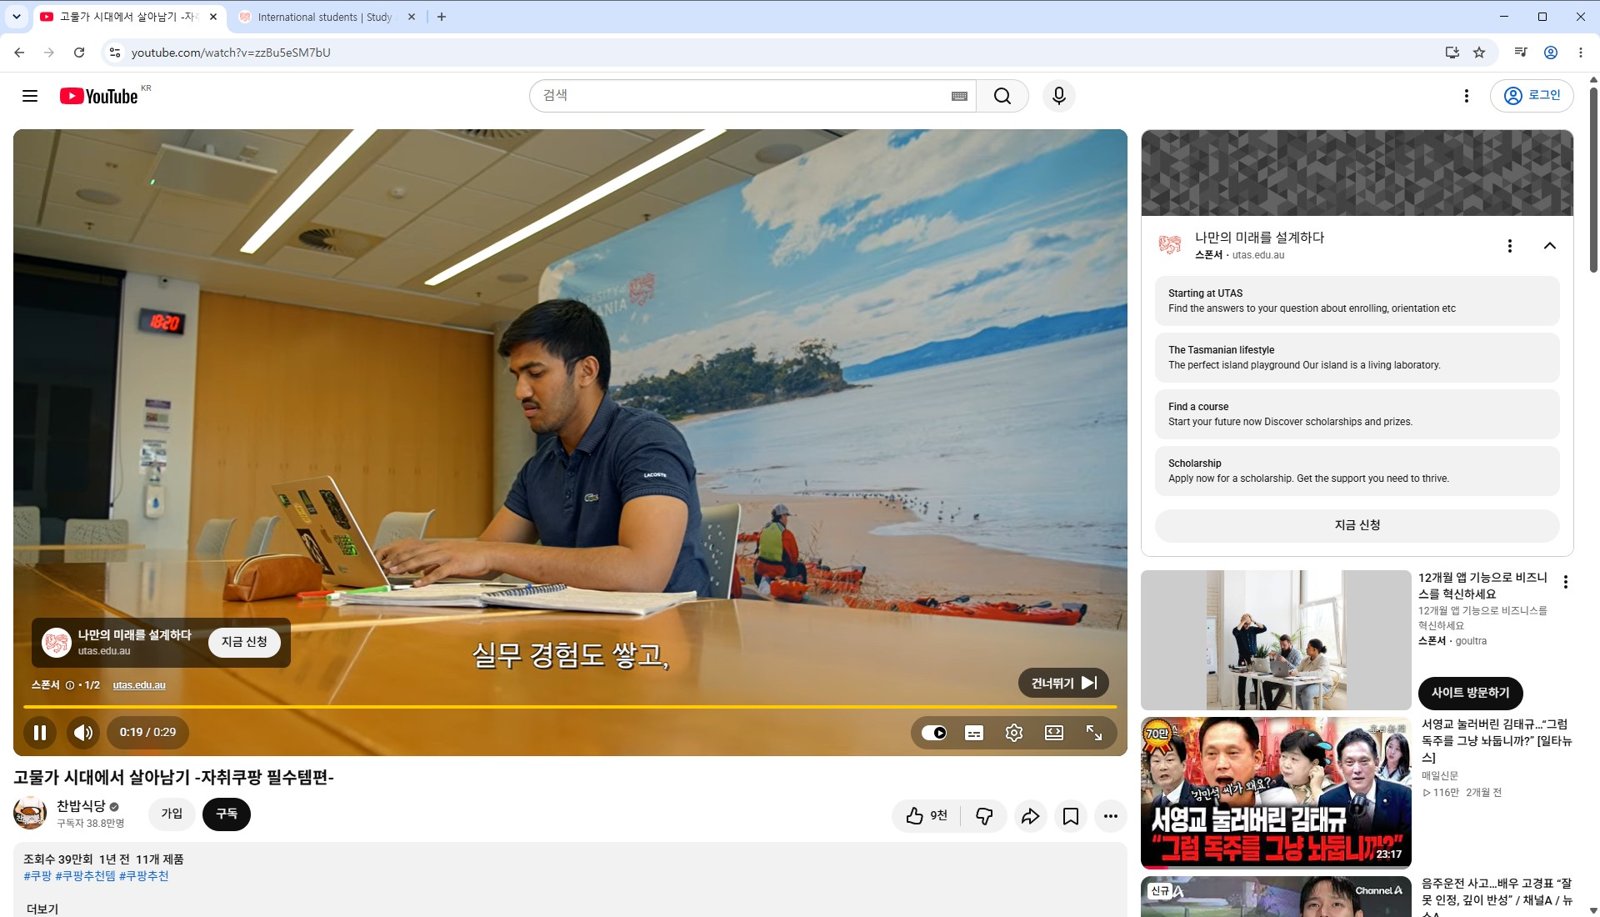 고물가 시대에서 살아남기 -자취
International students | Study
youtube.com/watch?v=zzBu5eSM7bU
YouTube KR
검색
로그인
18:20
LACOSTE
나만의 미래를 설계하다
utas.edu.au
지금 신청
실무 경험도 쌓고,
스폰서 · 1/2 utas.edu.au
건너뛰기
0:19 / 0:29
고물가 시대에서 살아남기 -자취쿠팡 필수템편-
찬밥식당
구독자 38.8만명
가입
구독
9천
조회수 39만회 1년 전 11개 제품
#쿠팡 #쿠팡추천템 #쿠팡추천
더보기
나만의 미래를 설계하다
스폰서 · utas.edu.au
Starting at UTAS
Find the answers to your question about enrolling, orientation etc
The Tasmanian lifestyle
The perfect island playground Our island is a living laboratory.
Find a course
Start your future now Discover scholarships and prizes.
Scholarship
Apply now for a scholarship. Get the support you need to thrive.
지금 신청
12개월 앱 기능으로 비즈니
스를 혁신하세요
12개월 앱 기능으로 비즈니스를
혁신하세요
스폰서 · goultra
사이트 방문하기
70만
김민석 씨가 돼요?
서영교 눌러버린 김태규
"그럼 독주를 그냥 놔둡니까?"
23:17
서영교 눌러버린 김태규..."그럼
독주를 그냥 놔둡니까?" [일타뉴
스]
매일신문
116만 2개월 전
신규
Channel A
음주운전 사고...배우 고경표 "잘
못 인정, 깊이 반성" / 채널A / 뉴
스A